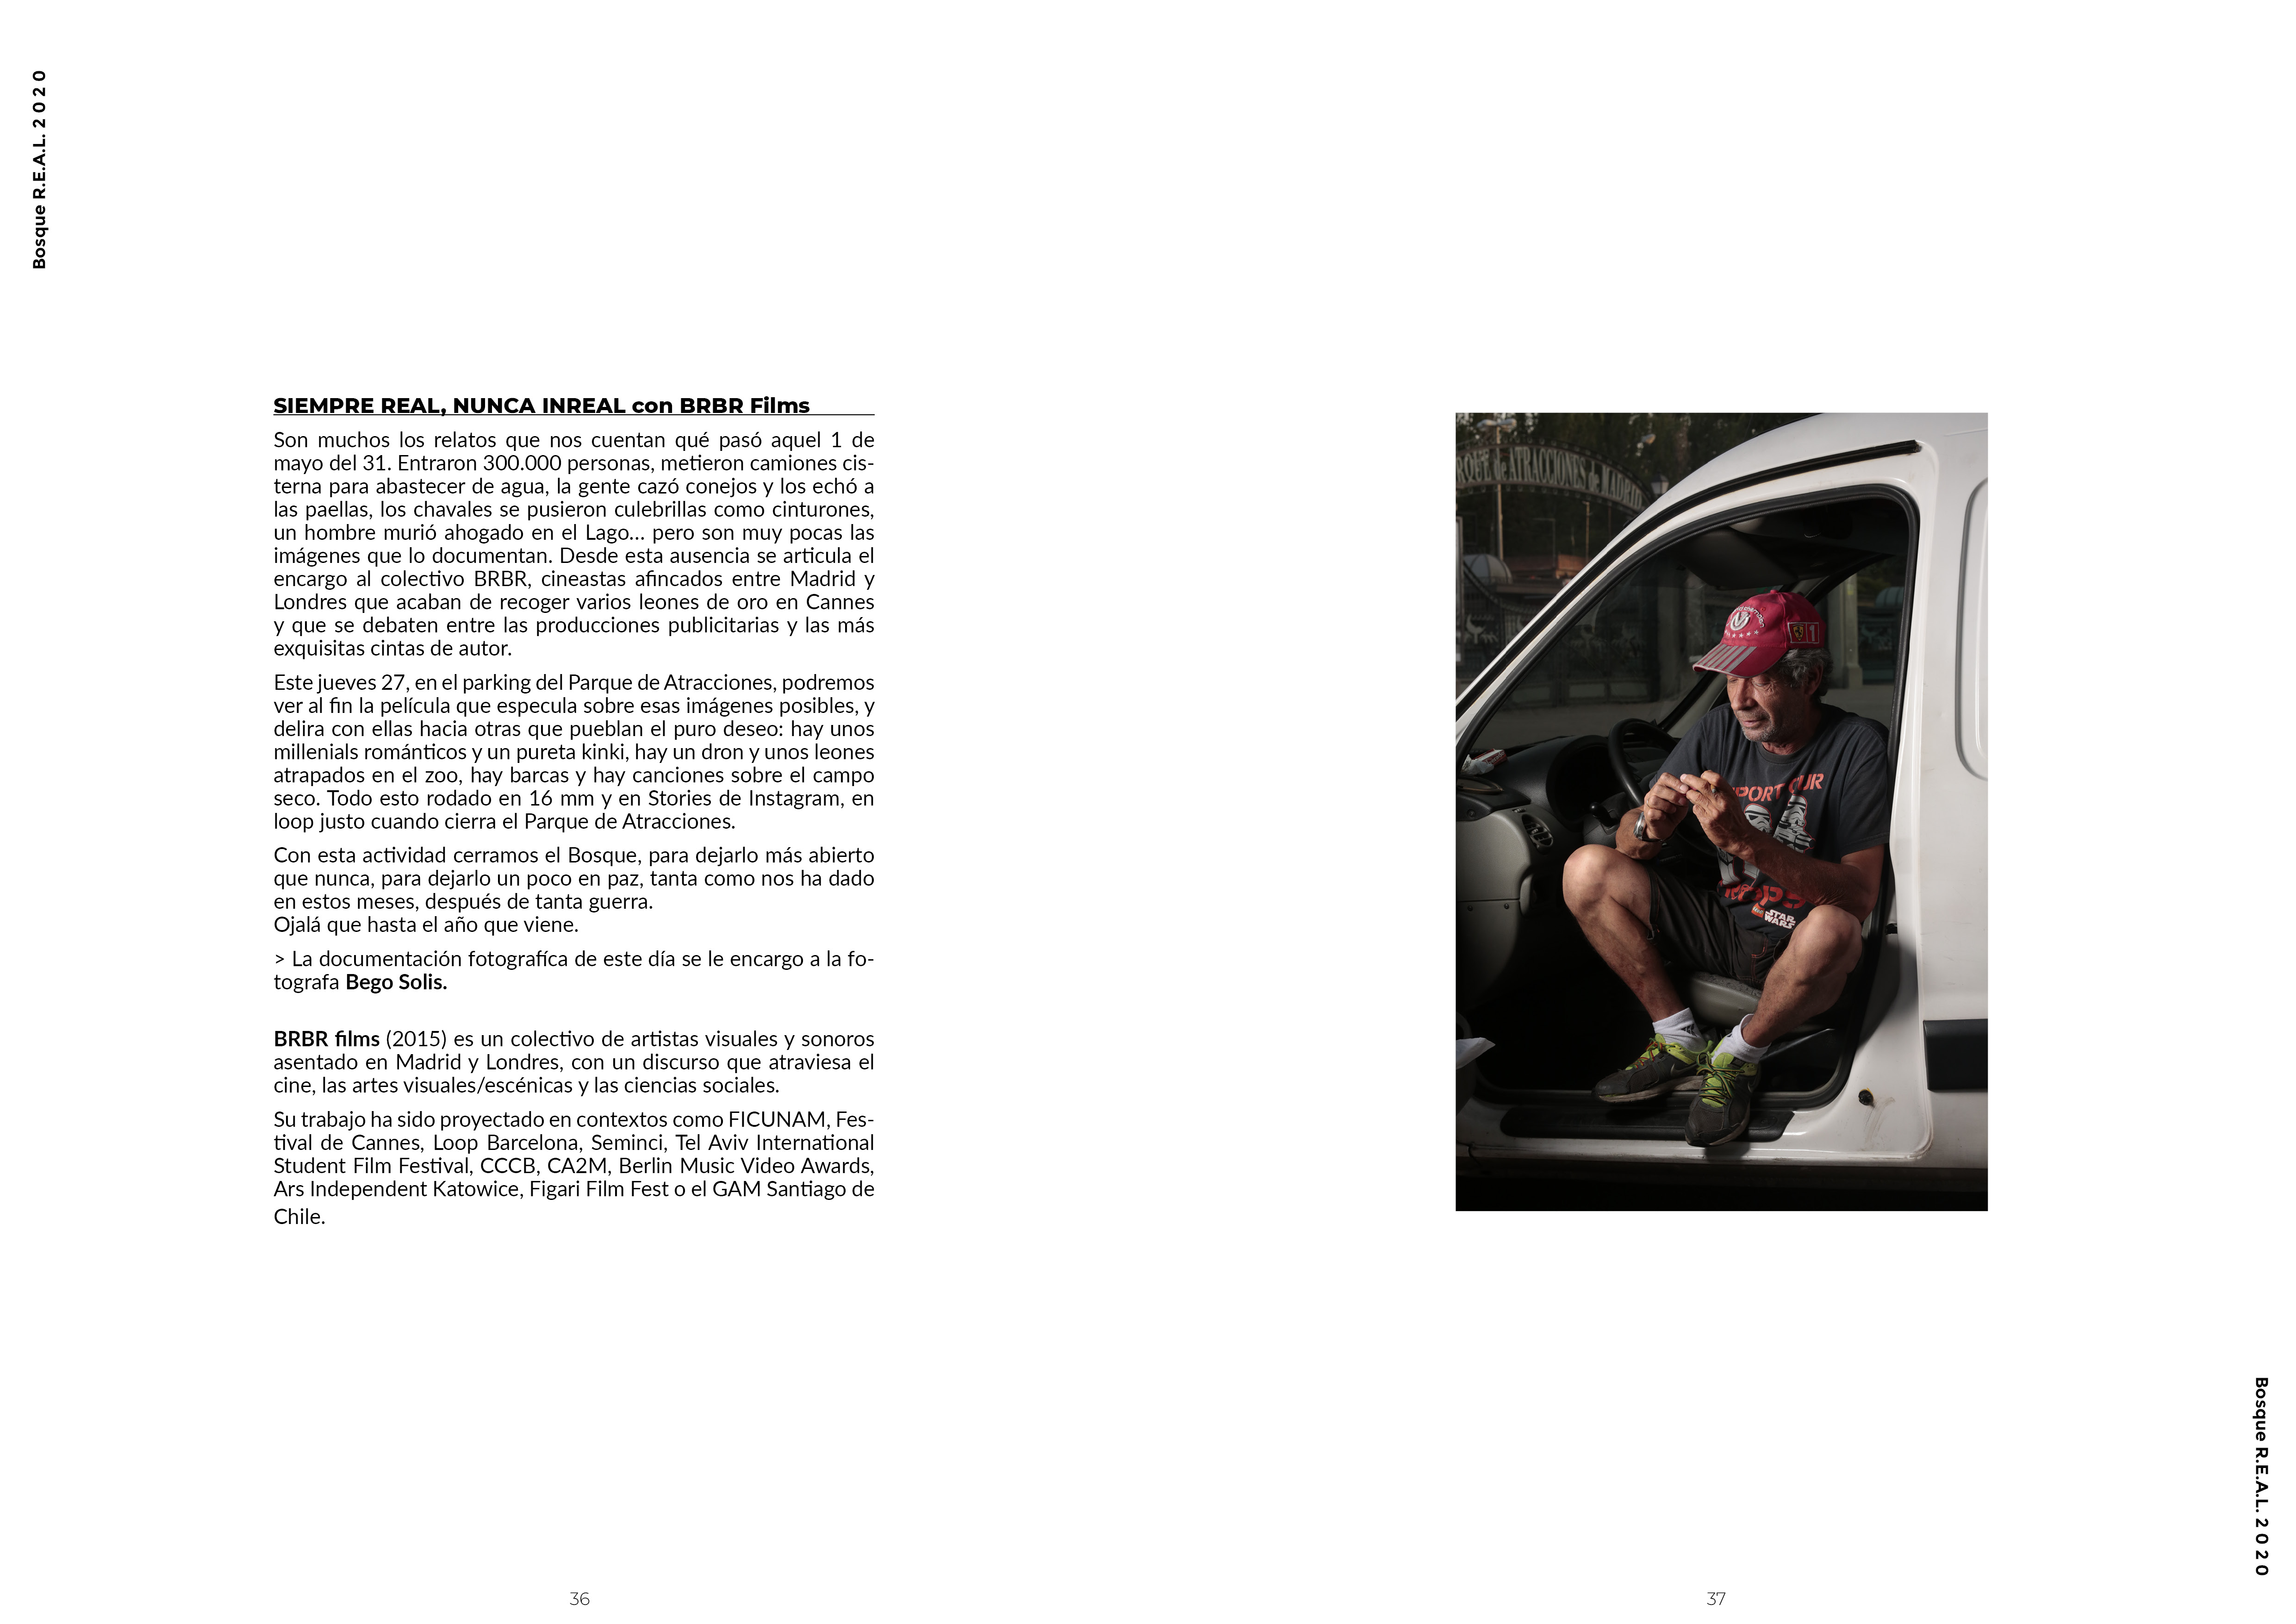 Bosque R.E.A.L. 2020
SIEMPRE REAL, NUNCA INREAL con BRBR Films
Son muchos los relatos que nos cuentan qué pasó aquel 1 de
mayo del 31. Entraron 300.000 personas, metieron camiones cis-
terna para abastecer de agua, la gente cazó conejos y los echó a
las paellas, los chavales se pusieron culebrillas como cinturones,
un hombre murió ahogado en el Lago... pero son muy pocas las
imágenes que lo documentan. Desde esta ausencia se articula el
encargo al colectivo BRBR, cineastas afincados entre Madrid y
Londres que acaban de recoger varios leones de oro en Cannes
y que se debaten entre las producciones publicitarias y las más
exquisitas cintas de autor.
Este jueves 27, en el parking del Parque de Atracciones, podremos
ver al fin la película que especula sobre esas imágenes posibles, y
delira con ellas hacia otras que pueblan el puro deseo: hay unos
millenials románticos y un pureta kinki, hay un dron y unos leones
atrapados en el zoo, hay barcas y hay canciones sobre el campo
seco. Todo esto rodado en 16 mm y en Stories de Instagram, en
loop justo cuando cierra el Parque de Atracciones.
Con esta actividad cerramos el Bosque, para dejarlo más abierto
que nunca, para dejarlo un poco en paz, tanta como nos ha dado
en estos meses, después de tanta guerra.
Ojalá que hasta el año que viene.
> La documentación fotografíca de este día se le encargo a la fo-
tografa Bego Solis.
BRBR films (2015) es un colectivo de artistas visuales y sonoros
asentado en Madrid y Londres, con un discurso que atraviesa el
cine, las artes visuales/escénicas y las ciencias sociales.
Su trabajo ha sido proyectado en contextos como FICUNAM, Fes-
tival de Cannes, Loop Barcelona, Seminci, Tel Aviv International
Student Film Festival, CCCB, CA2M, Berlin Music Video Awards,
Ars Independent Katowice, Figari Film Fest o el GAM Santiago de
Chile.
36
de ATRACCIONES de MADRID
1
STAR
WARS
37
Bosque R.E.A.L. 2020